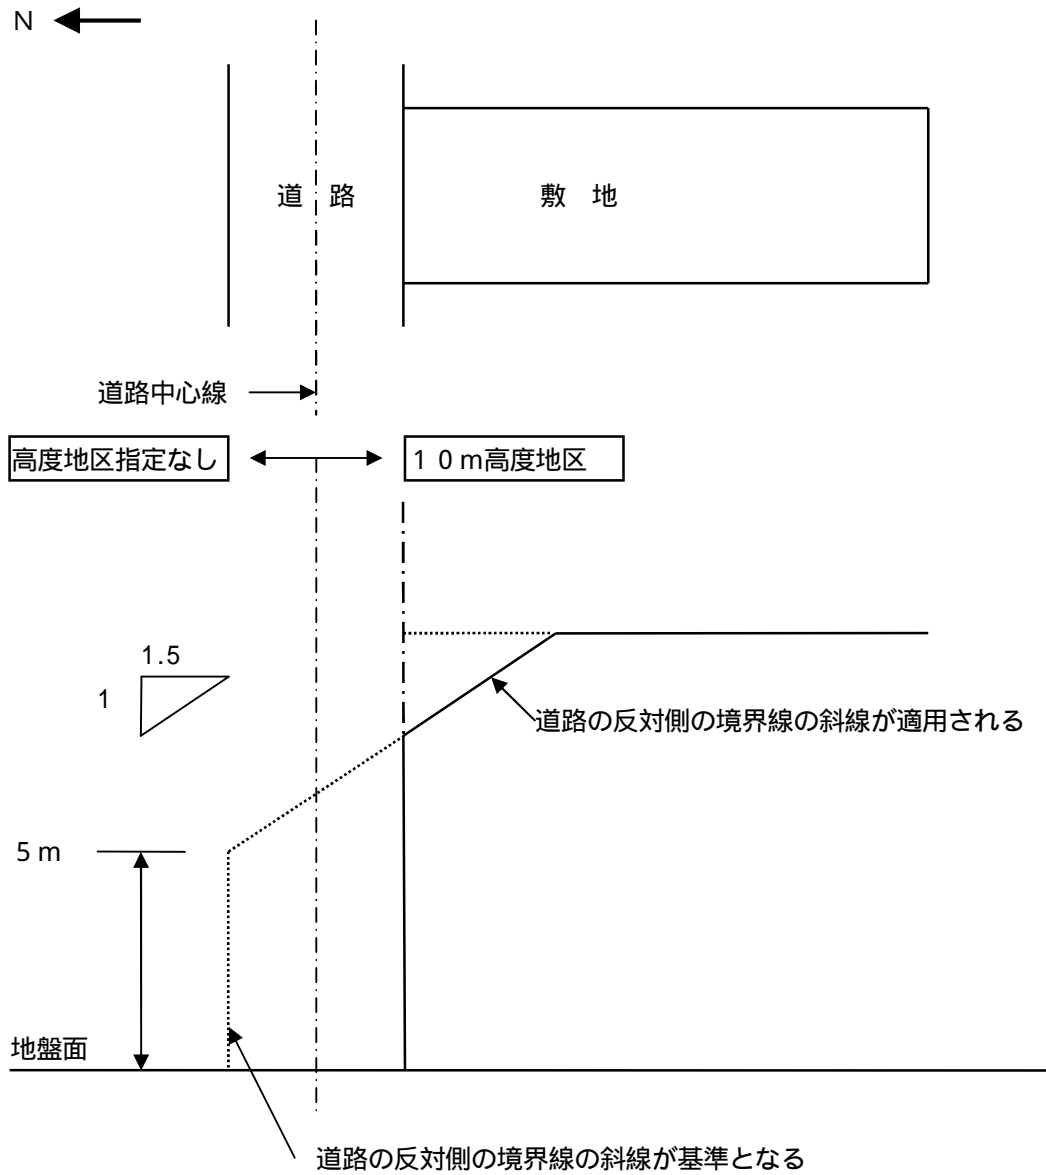 N
道 路
敷 地
道路中心線
高度地区指定なし
10m高度地区
1.5
1
道路の反対側の境界線の斜線が適用される
5m
地盤面
道路の反対側の境界線の斜線が基準となる